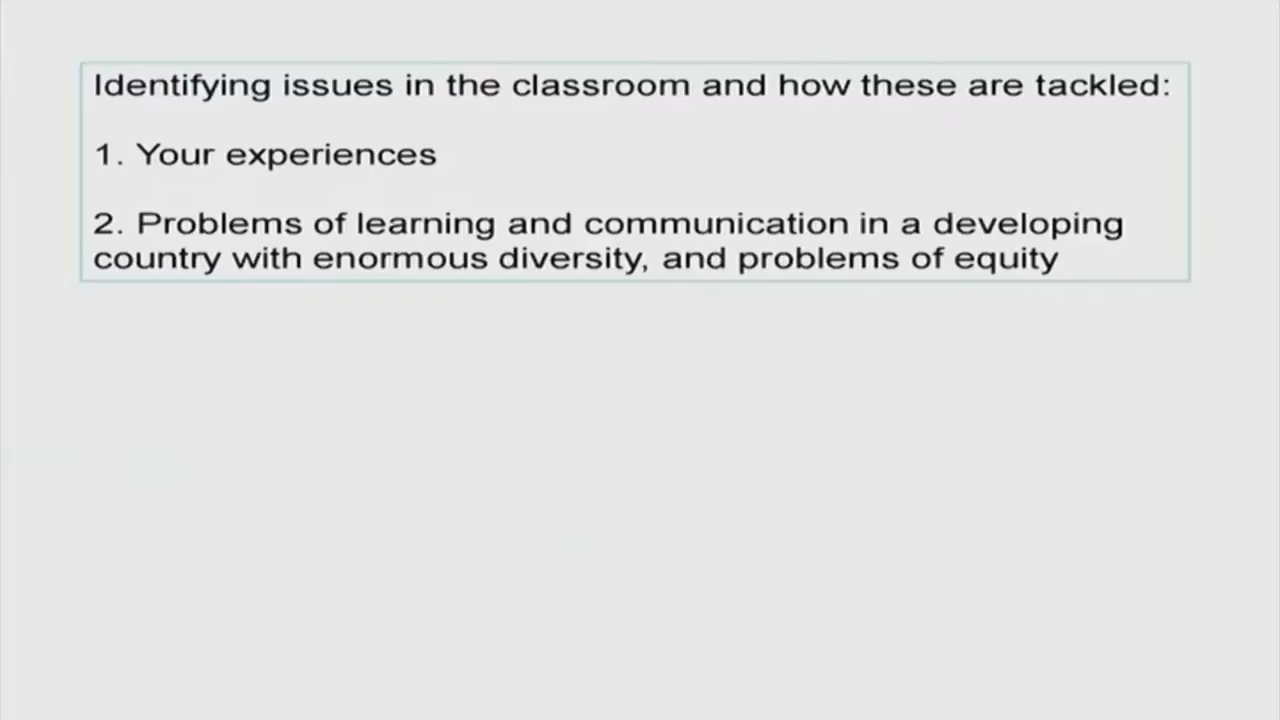 Identifying issues in the classroom and how these are tackled:
1. Your experiences
2. Problems of learning and communication in a developing
country with enormous diversity, and problems of equity